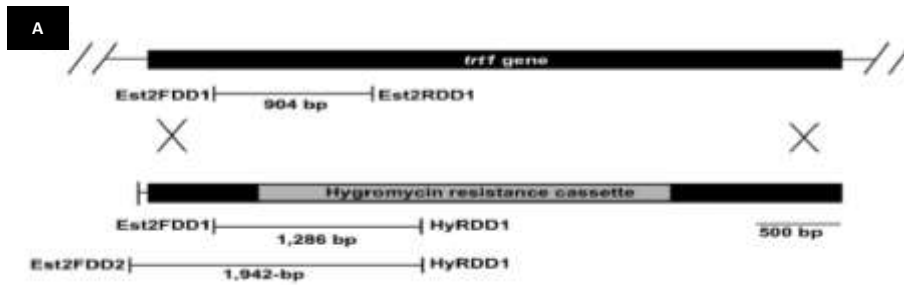 A
trt1 gene
Est2FDD1 Est2RDD1
904 bp
Hygromycin resistance cassette
Est2FDD1 HyRDD1
1,286 bp
500 bp
Est2FDD2 HyRDD1
1,942-bp